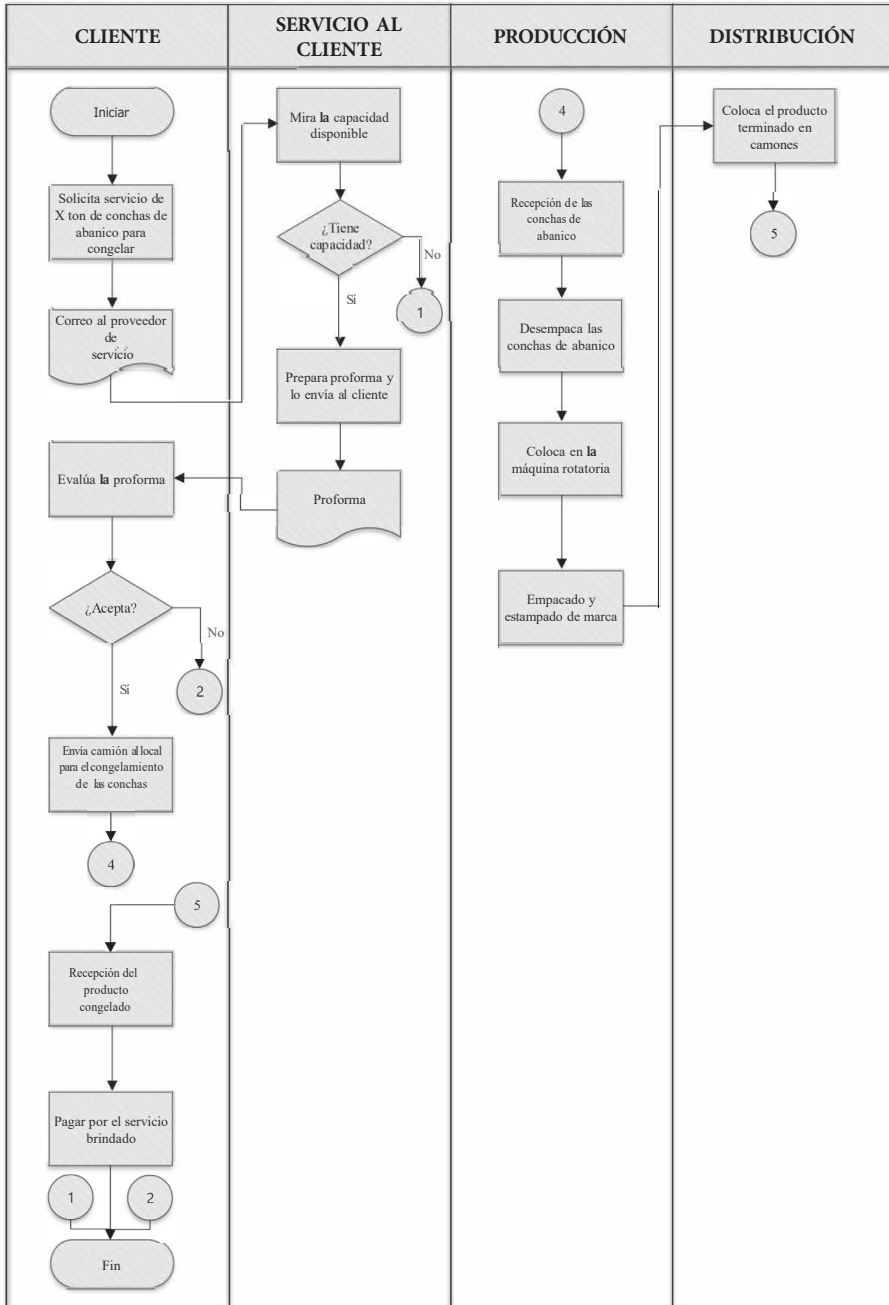 CLIENTE
SERVICIO AL
CLIENTE
PRODUCCIÓN
DISTRIBUCIÓN
Iniciar
Solicita servicio de
X ton de conchas de
abanico para
congelar
Correo al proveedor
de
servicio
Mira la capacidad
disponible
¿Tiene
capacidad?
No
1
Sí
Prepara proforma y
lo envía al cliente
Proforma
Evalúa la proforma
¿Acepta?
No
2
Sí
Envía camión al local
para el congelamiento
de las conchas
4
4
Recepción de las
conchas de
abanico
Desempaca las
conchas de abanico
Coloca en la
máquina rotatoria
Empacado y
estampado de marca
Coloca el producto
terminado en
camones
5
5
Recepción del
producto
congelado
Pagar por el servicio
brindado
1
2
Fin